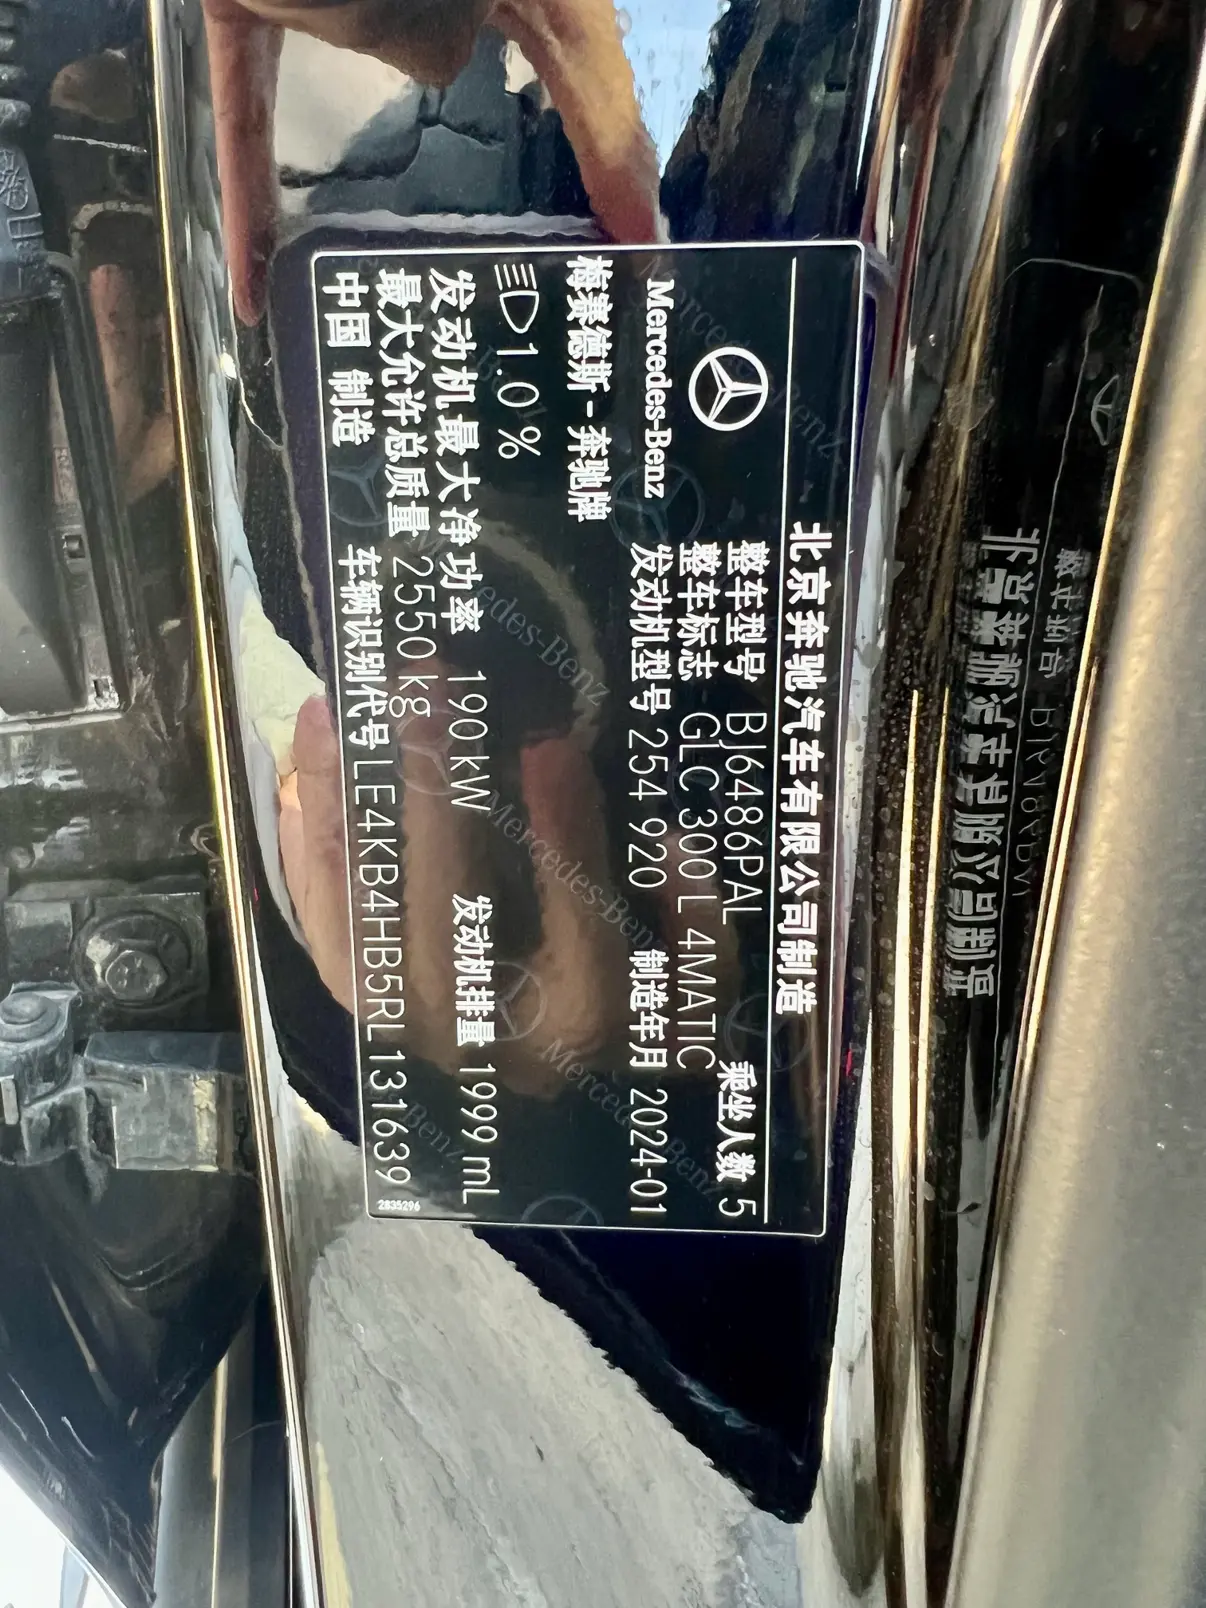 北京奔驰汽车有限公司制造
Mercedes-Benz
梅赛德斯-奔驰牌
整车型号 BJ6486PAL 乘坐人数 5
整车标志 GLC 300 L 4MATIC
发动机型号 254 920 制造年月 2024-01
1.0%
发动机最大净功率 190kW 发动机排量 1999 mL
最大允许总质量 2550kg
中国 制造 车辆识别代号 LE4KB4HB5RL131639
2835296